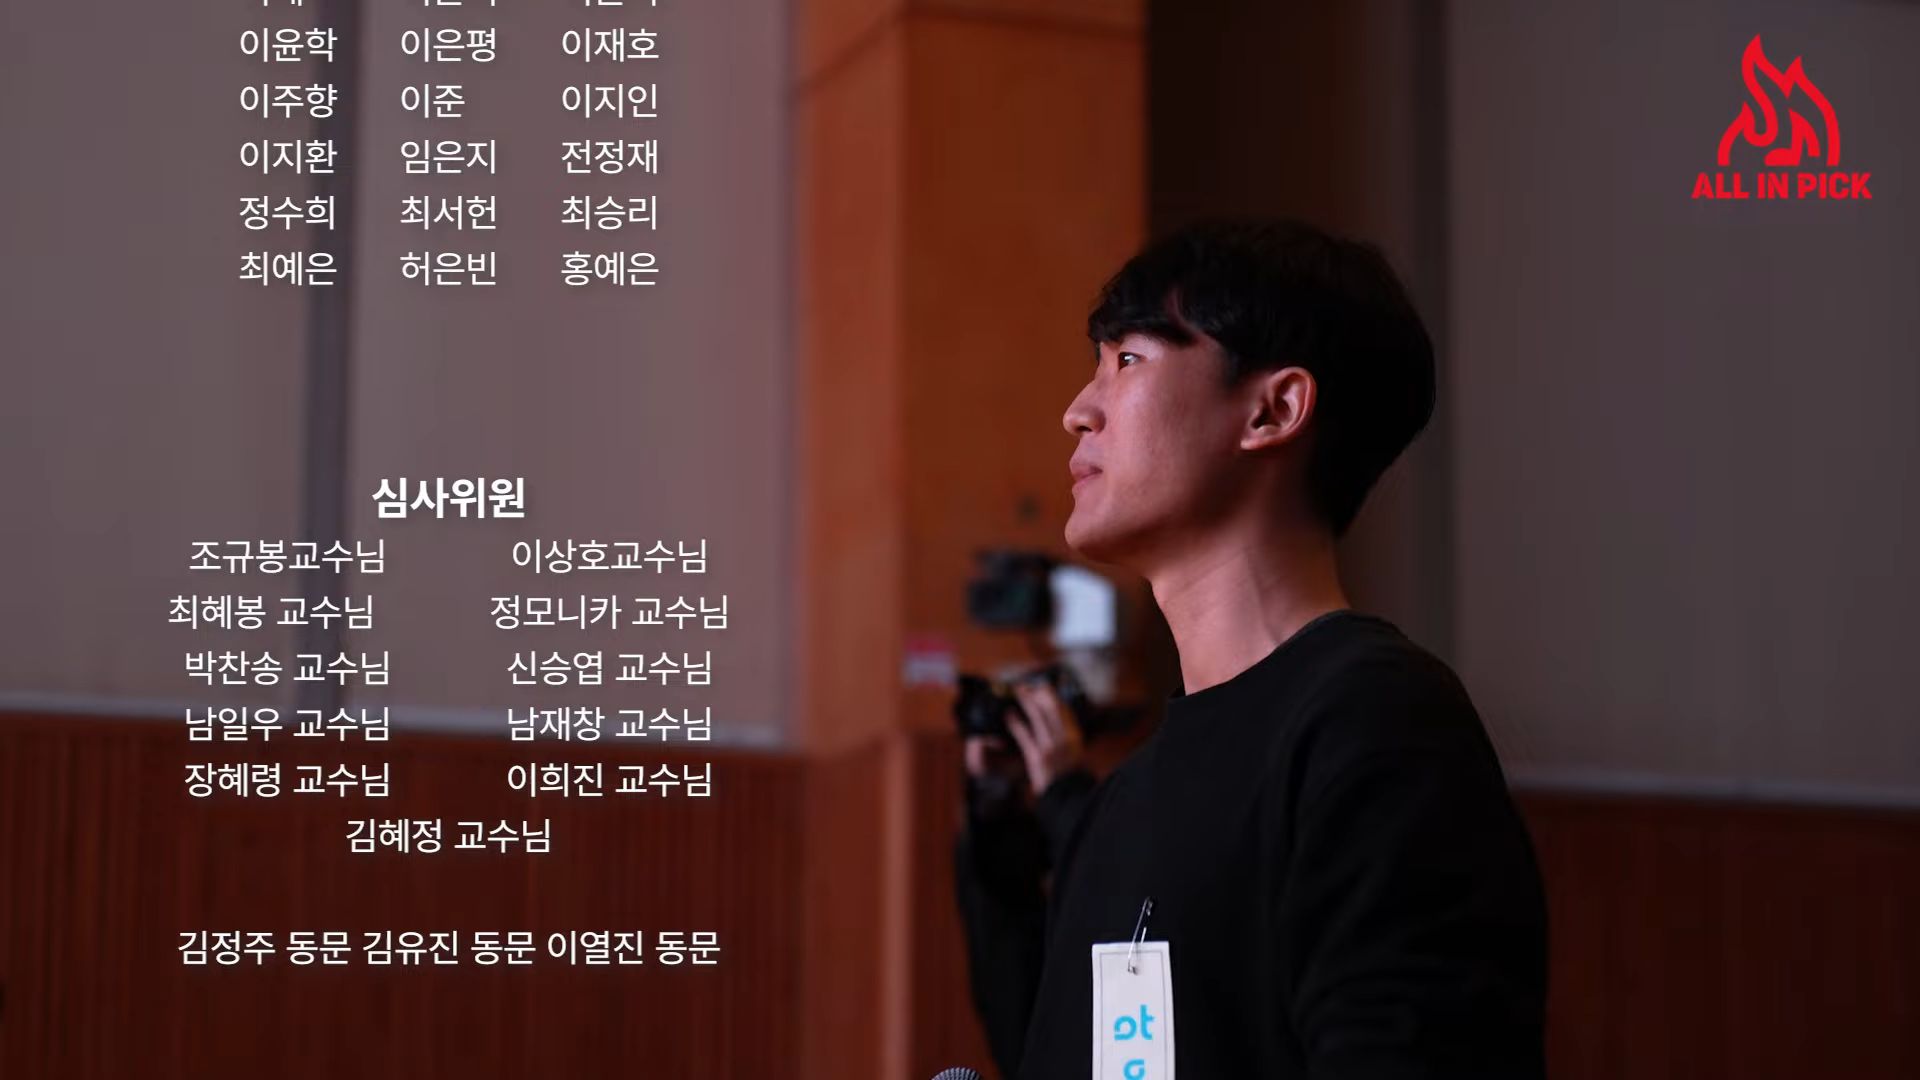 이윤학 이은평 이재호
이주향 이준 이지인
이지환 임은지 전정재
정수희 최서헌 최승리
최예은 허은빈 홍예은
심사위원
조규봉교수님 이상호교수님
최혜봉 교수님 정모니카 교수님
박찬송 교수님 신승엽 교수님
남일우 교수님 남재창 교수님
장혜령 교수님 이희진 교수님
김혜정 교수님
김정주 동문 김유진 동문 이열진 동문
ALL IN PICK